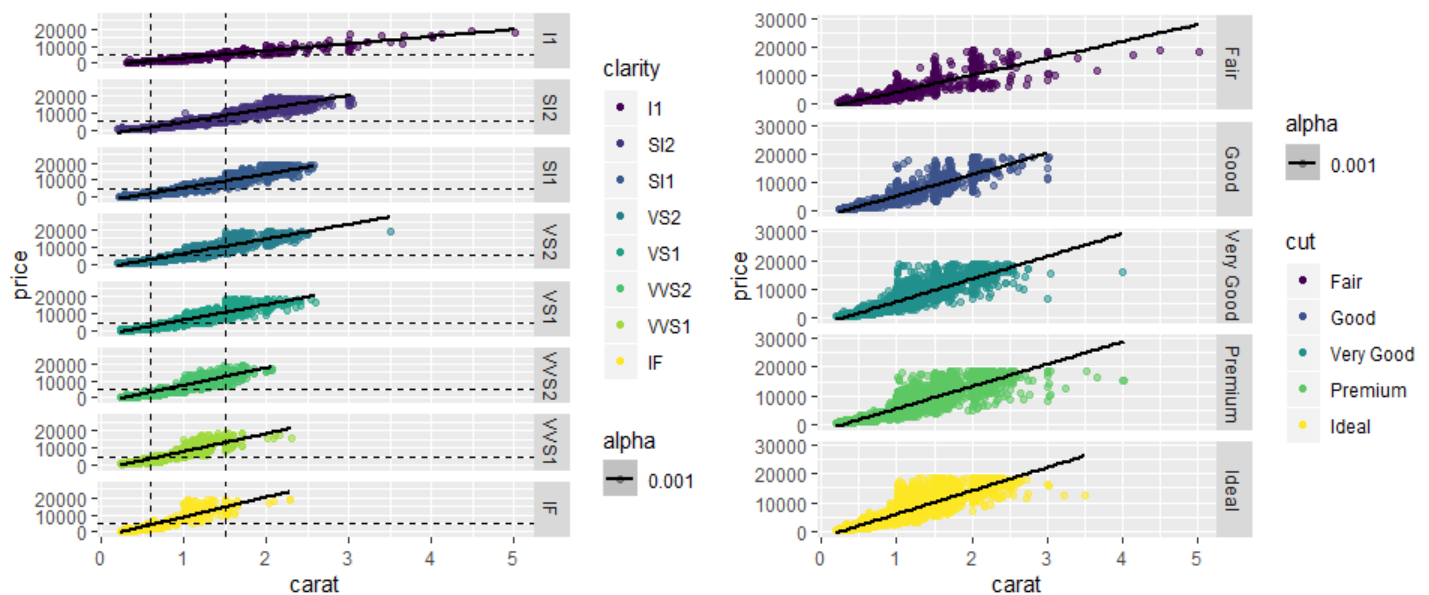 price
20000
10000
0
I1
20000
10000
0
SI2
20000
10000
0
SI1
20000
10000
0
VS2
20000
10000
0
VS1
20000
10000
0
VVS2
20000
10000
0
VVS1
20000
10000
0
IF
0 1 2 3 4 5
carat
clarity
I1
SI2
SI1
VS2
VS1
VVS2
VVS1
IF
alpha
0.001
price
30000
20000
10000
0
Fair
30000
20000
10000
0
Good
30000
20000
10000
0
Very Good
30000
20000
10000
0
Premium
30000
20000
10000
0
Ideal
0 1 2 3 4 5
carat
alpha
0.001
cut
Fair
Good
Very Good
Premium
Ideal